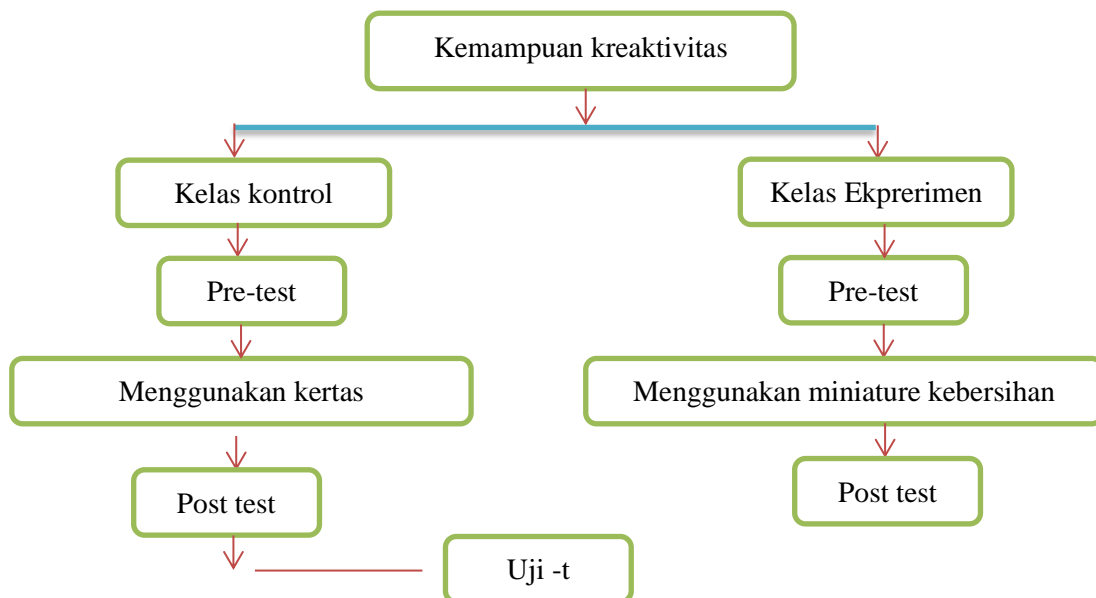 Kemampuan kreaktivitas
Kelas kontrol
Kelas Ekprerimen
Pre-test
Pre-test
Menggunakan kertas
Menggunakan miniature kebersihan
Post test
Post test
Uji -t